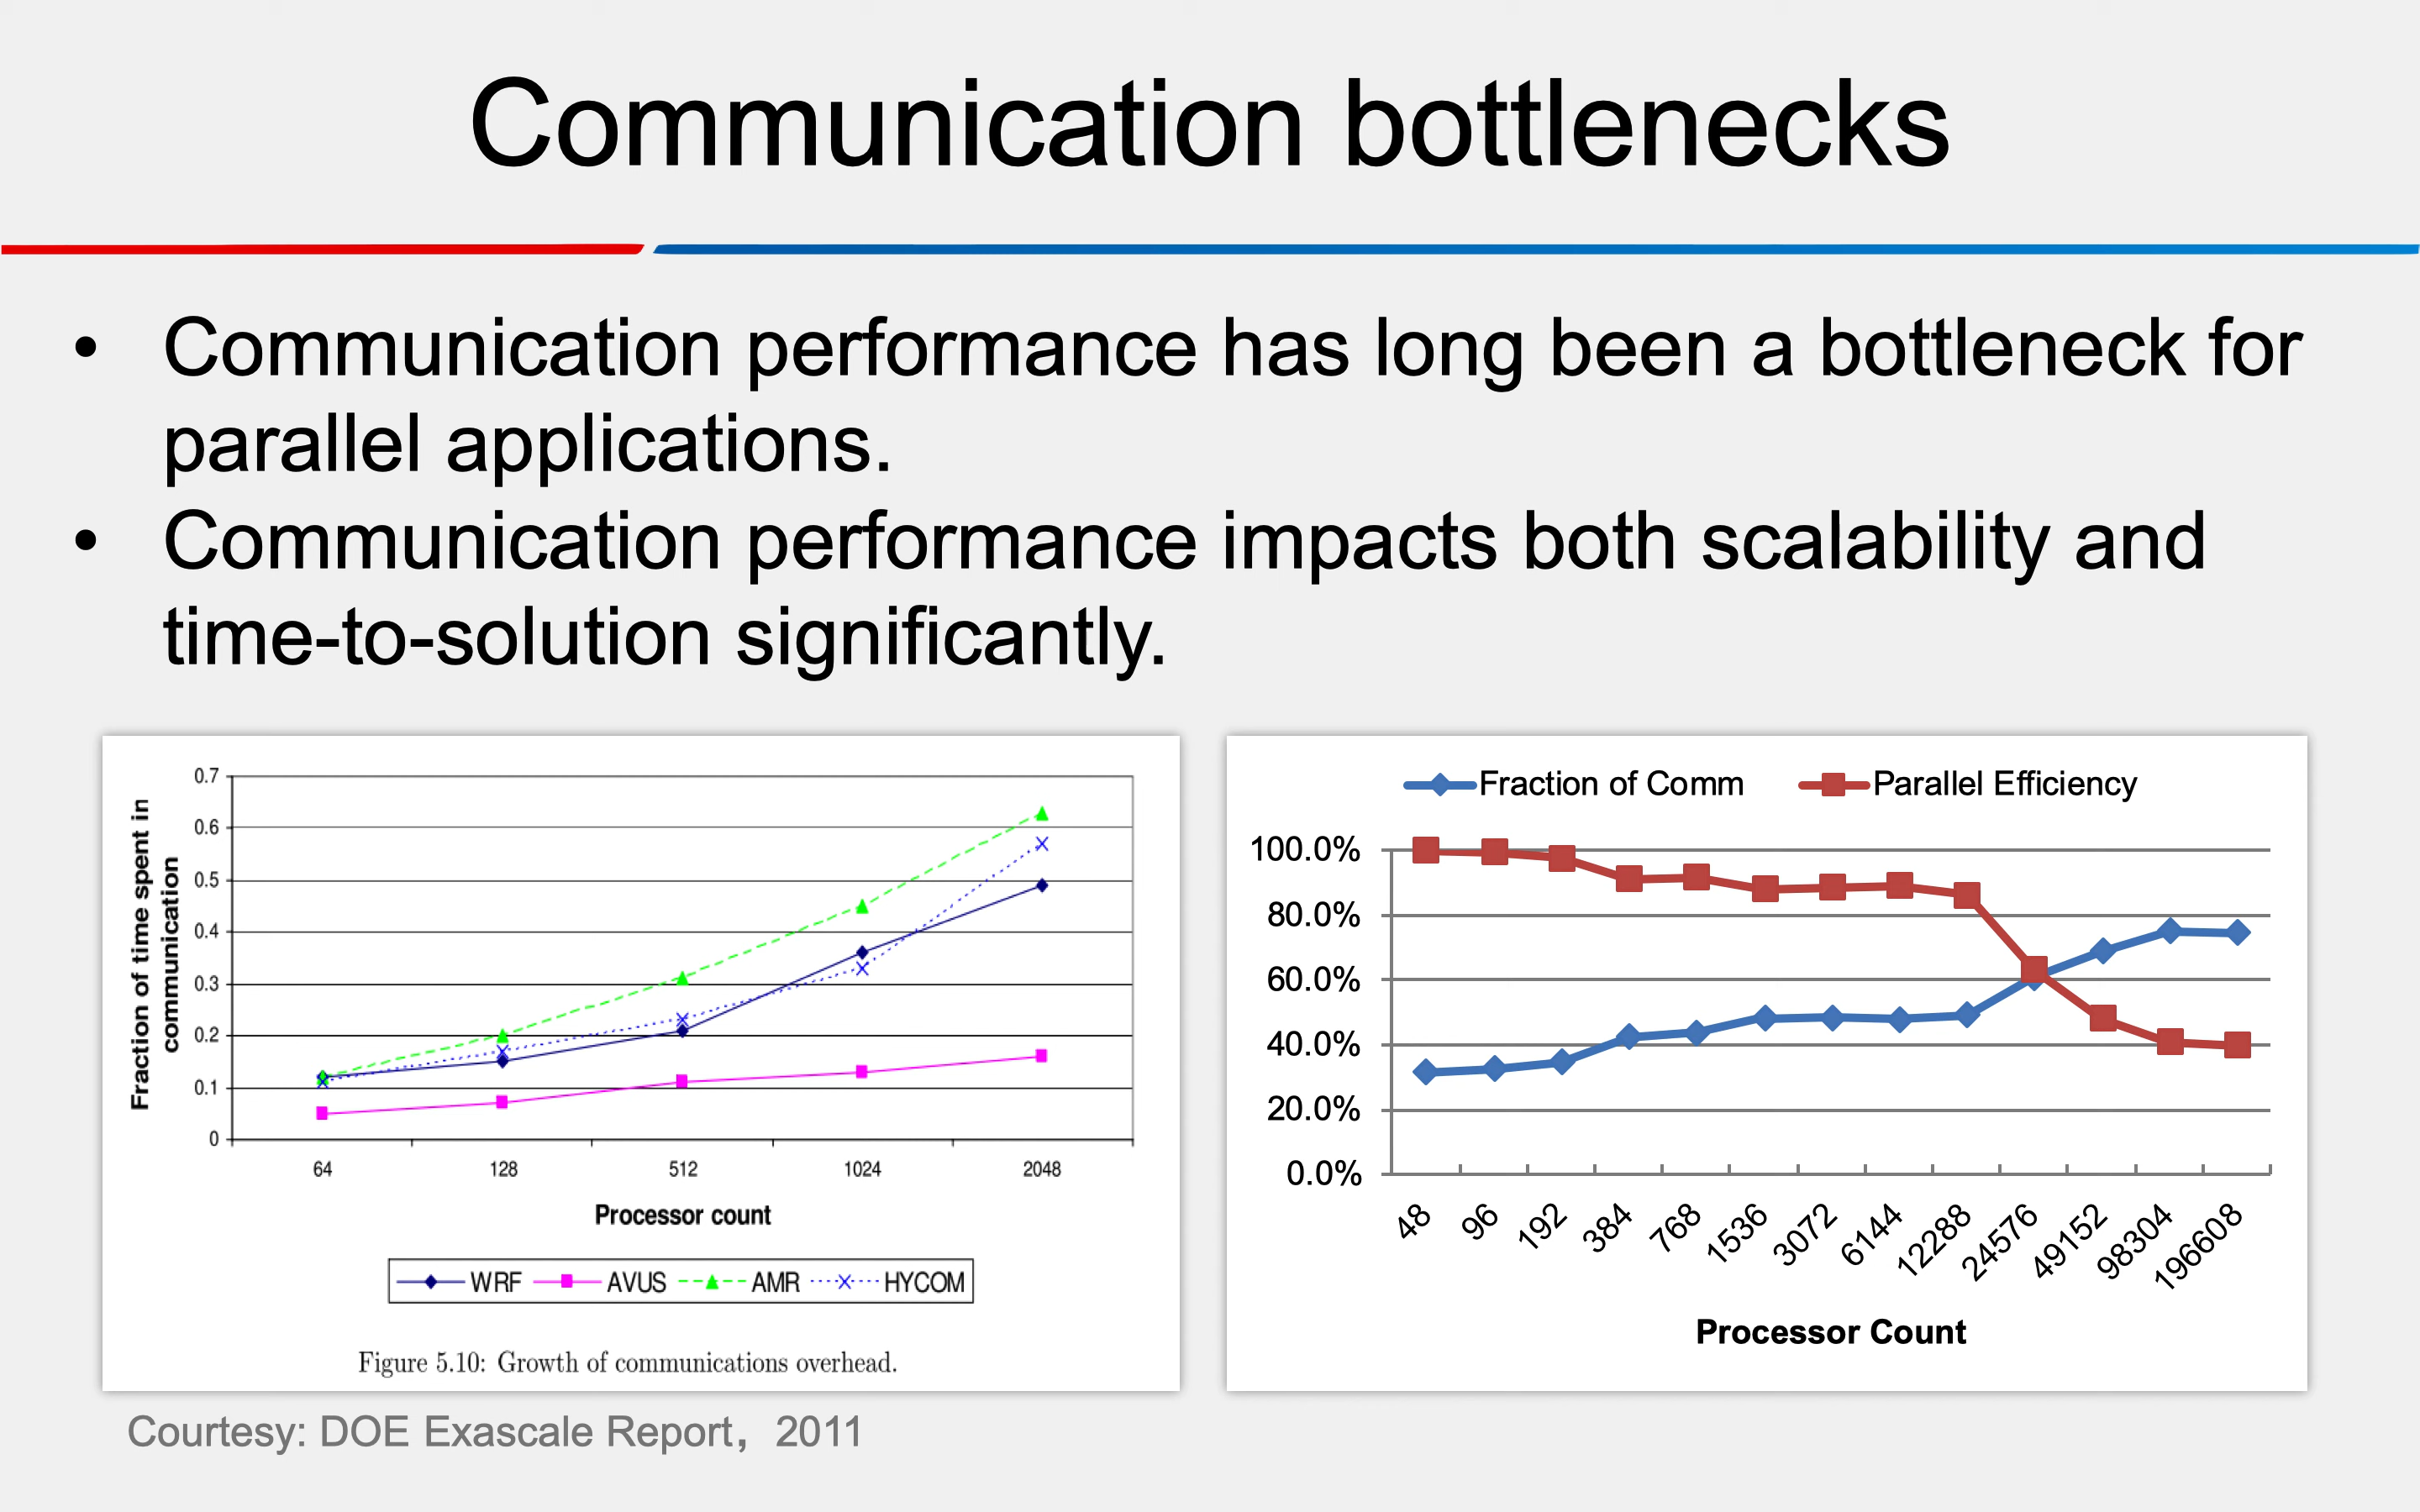 Communication bottlenecks
• Communication performance has long been a bottleneck for
parallel applications.
• Communication performance impacts both scalability and
time-to-solution significantly.
0.7
0.6
0.5
0.4
0.3
0.2
0.1
0
Fraction of time spent in
communication
64 128 512 1024 2048
Processor count
WRF AVUS AMR HYCOM
Figure 5.10: Growth of communications overhead.
Fraction of Comm Parallel Efficiency
100.0%
80.0%
60.0%
40.0%
20.0%
0.0%
48 96 192 384 768 1536 3072 6144 12288 24576 49152 98304 196608
Processor Count
Courtesy: DOE Exascale Report, 2011